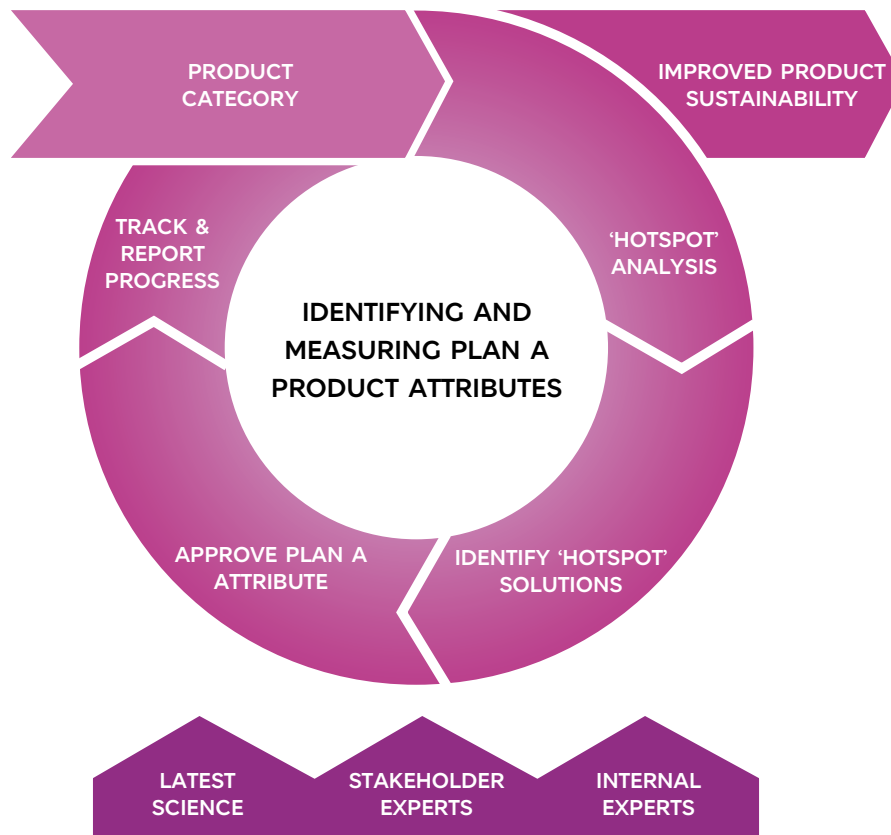 PRODUCT
CATEGORY
IMPROVED PRODUCT
SUSTAINABILITY
TRACK &
REPORT
PROGRESS
‘HOTSPOT’
ANALYSIS
IDENTIFYING AND
MEASURING PLAN A
PRODUCT ATTRIBUTES
APPROVE PLAN A
ATTRIBUTE
IDENTIFY ‘HOTSPOT’
SOLUTIONS
LATEST
SCIENCE
STAKEHOLDER
EXPERTS
INTERNAL
EXPERTS